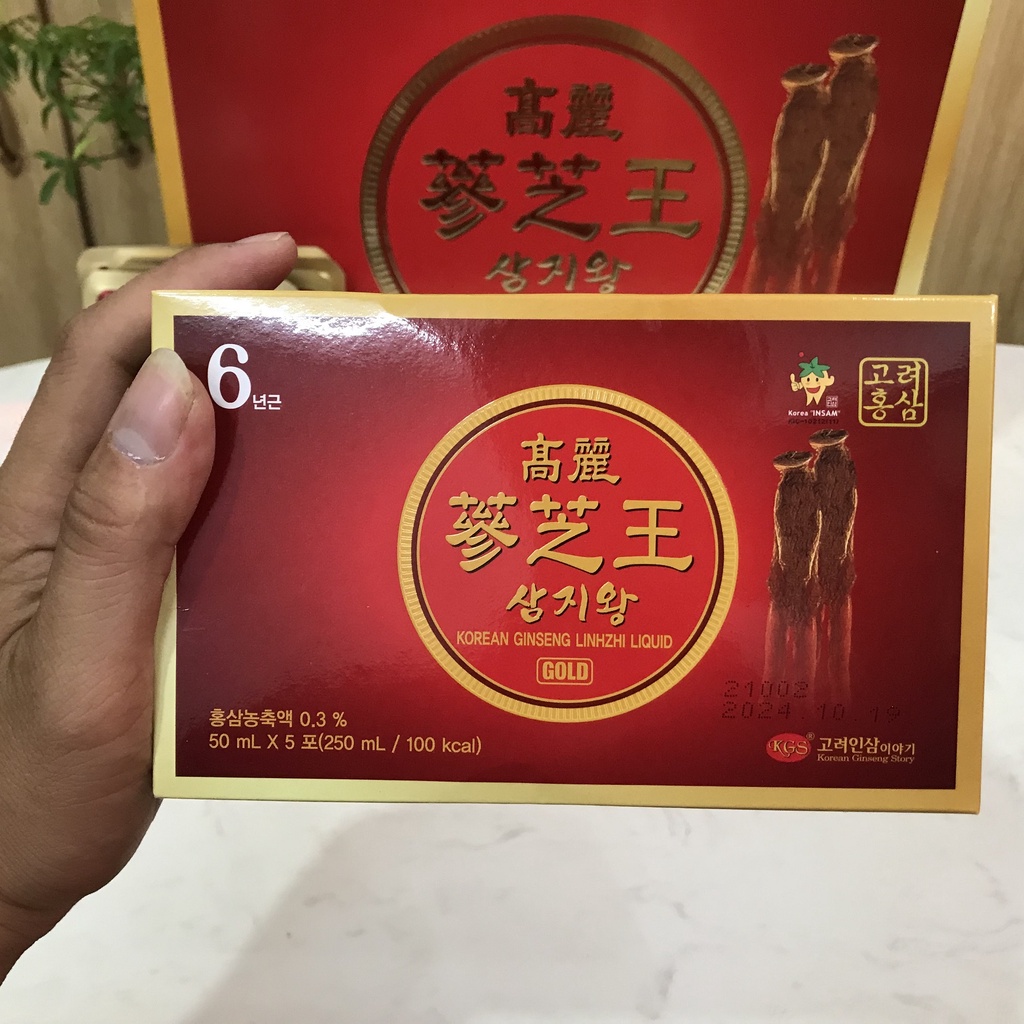 高麗
蔘芝王
삼지왕
6년근
Korea "INSAM"
고려
홍삼
高麗
蔘芝王
삼지왕
KOREAN GINSENG LINHZHI LIQUID
GOLD
21002
2024.10.19
홍삼농축액 0.3 %
50 mL X 5 포(250 mL / 100 kcal)
KGS® 고려인삼이야기
Korean Ginseng Story